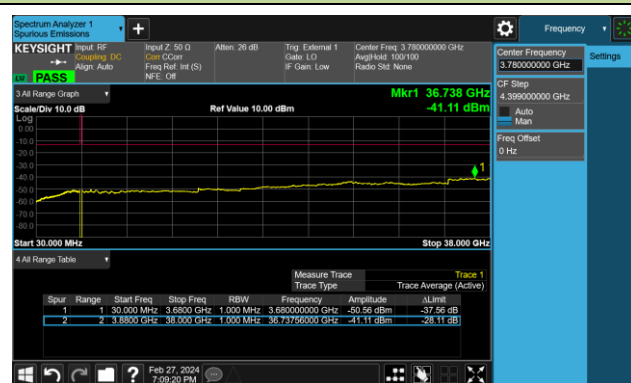 Spectrum Analyzer 1
Spurious Emissions
Frequency
KEYSIGHT
Input: RF
Coupling: DC
Align: Auto
Input Z: 50 Ω
Corr CCorr
Freq Ref: Int (S)
NFE: Off
Atten: 26 dB
Trig: External 1
Gate: LO
IF Gain: Low
Center Freq: 3.780000000 GHz
Avg|Hold: 100/100
Radio Std: None
PASS
Center Frequency
3.780000000 GHz
Settings
CF Step
4.399000000 GHz
Auto
Man
Freq Offset
0 Hz
3 All Range Graph
Mkr1 36.738 GHz
Scale/Div 10.0 dB
Ref Value 10.00 dBm
-41.11 dBm
Log
0.00
-10.0
-20.0
-30.0
-40.0
-50.0
-60.0
-70.0
-80.0
1
Start 30.000 MHz
Stop 38.000 GHz
4 All Range Table
Measure Trace Trace 1
Trace Type Trace Average (Active)
Spur Range Start Freq Stop Freq RBW Frequency Amplitude ΔLimit
1 1 30.000 MHz 3.6800 GHz 1.000 MHz 3.680000000 GHz -50.56 dBm -37.56 dB
2 2 3.8800 GHz 38.000 GHz 1.000 MHz 36.73756000 GHz -41.11 dBm -28.11 dB
?
Feb 27, 2024
7:09:20 PM